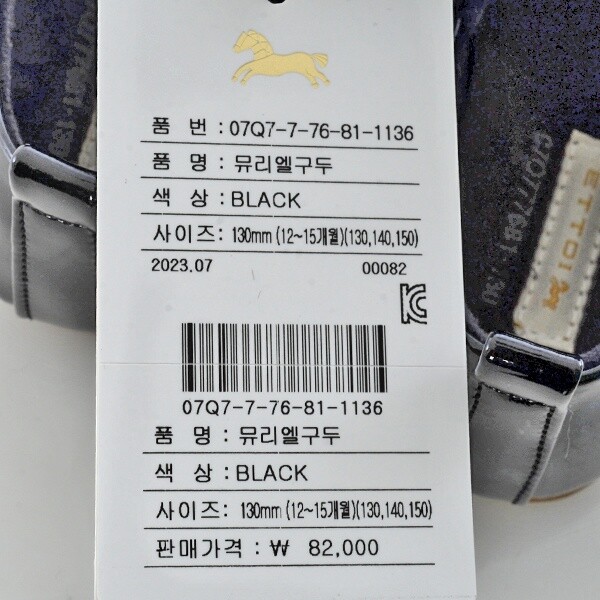 품 번 : 07Q7-7-76-81-1136
품 명 : 뮤리엘구두
색 상 : BLACK
사이즈: 130mm (12~15개월)(130,140,150)
2023.07 00082
07Q7-7-76-81-1136
품 명 : 뮤리엘구두
색 상 : BLACK
사이즈: 130mm (12~15개월)(130,140,150)
판매가격 : ₩ 82,000
ETTOI